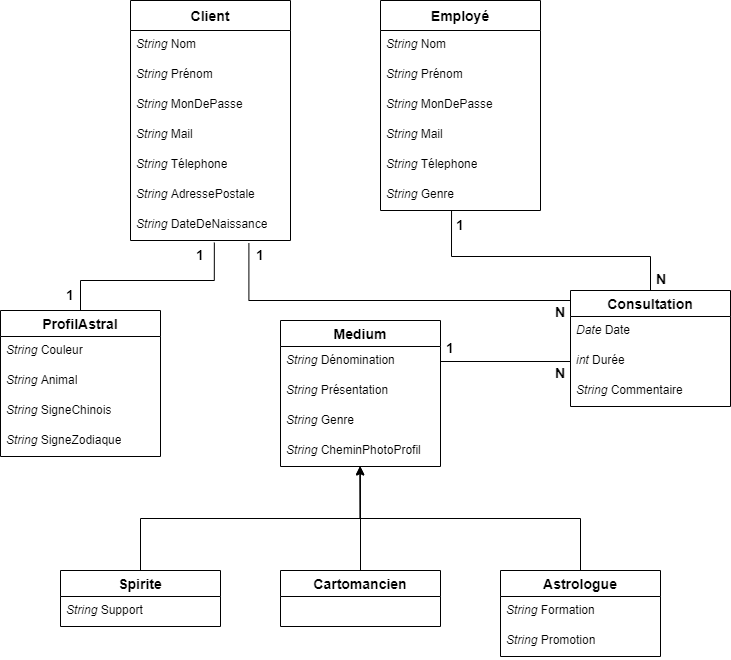 Client
String Nom
String Prénom
String MonDePasse
String Mail
String Télephone
String AdressePostale
String DateDeNaissance
Employé
String Nom
String Prénom
String MonDePasse
String Mail
String Télephone
String Genre
1
1
1
1
N
N
ProfilAstral
String Couleur
String Animal
String SigneChinois
String SigneZodiaque
Medium
String Dénomination
String Présentation
String Genre
String CheminPhotoProfil
1
N
Consultation
Date Date
int Durée
String Commentaire
Spirite
String Support
Cartomancien
Astrologue
String Formation
String Promotion